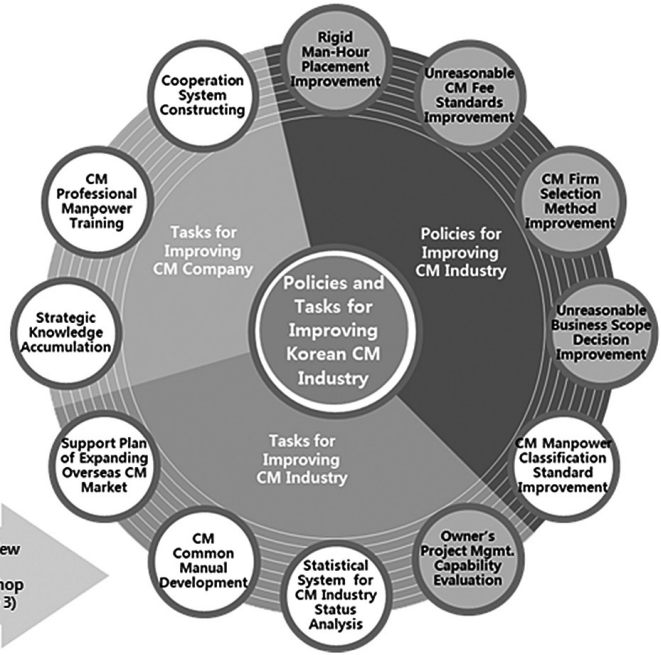 Rigid
Man-Hour
Placement
Improvement
Unreasonable
CM Fee
Standards
Improvement
CM Firm
Selection
Method
Improvement
Unreasonable
Business Scope
Decision
Improvement
CM Manpower
Classification
Standard
Improvement
Owner's
Project Mgmt.
Capability
Evaluation
Statistical
System for
CM Industry
Status
Analysis
CM
Common
Manual
Development
Support Plan
of Expanding
Overseas CM
Market
Strategic
Knowledge
Accumulation
CM
Professional
Manpower
Training
Cooperation
System
Constructing
Tasks for
Improving
CM Company
Policies for
Improving
CM Industry
Policies and
Tasks for
Improving
Korean CM
Industry
Tasks for
Improving
CM Industry
3)